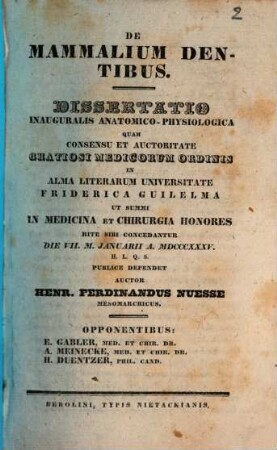 2
DE
MAMMALIUM DEN-
TIBUS.
DISSERTATIO
INAUGURALIS ANATOMICO-PHYSIOLOGICA
QUAM
CONSENSU ET AUCTORITATE
GRATIOSI MEDICORUM ORDINIS
IN
ALMA LITERARUM UNIVERSITATE
FRIDERICA GUILELMA
UT SUMMI
IN MEDICINA ET CHIRURGIA HONORES
RITE SIBI CONCEDANTUR
DIE VII. M. JANUARII A. MDCCCXXXV.
H. L. Q. S.
PUBLICE DEFENDET
AUCTOR
HENR. FERDINANDUS NUESSE
MESOMARCHICUS.
OPPONENTIBUS:
E. GABLER, MED. ET CHIR. DR.
A. MEINECKE, MED. ET CHIR. DR.
H. DUENTZER, PHIL. CAND.
BEROLINI, TYPIS NIETACKIANIS.